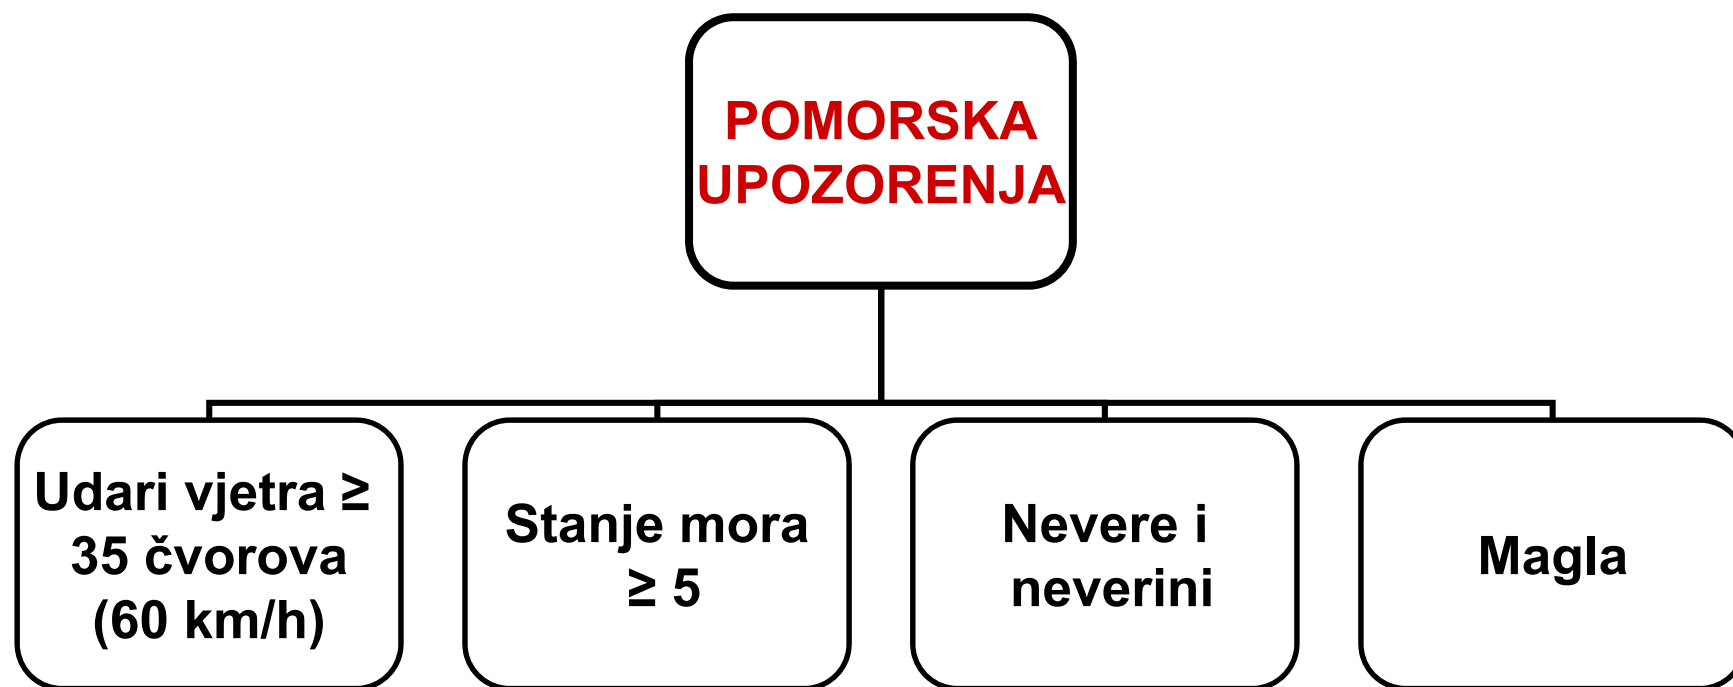 POMORSKA
UPOZORENJA
Udari vjetra ≥
35 čvorova
(60 km/h)
Stanje mora
≥ 5
Nevere i
neverini
Magla